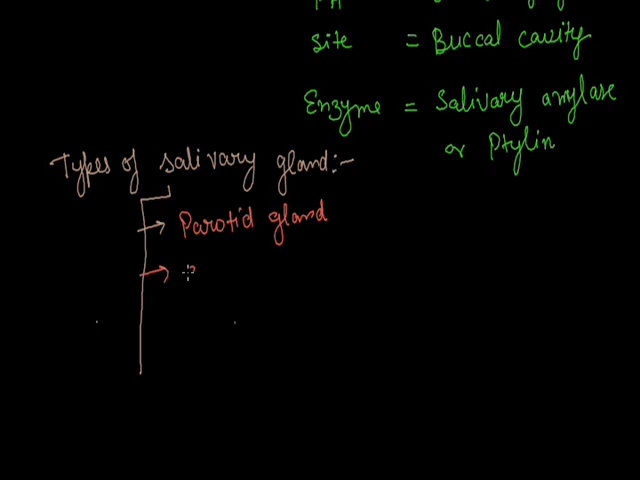 site = Buccal cavity
Enzyme = Salivary amylase
or Ptylin
Types of salivary gland:-
→ Parotid gland
→